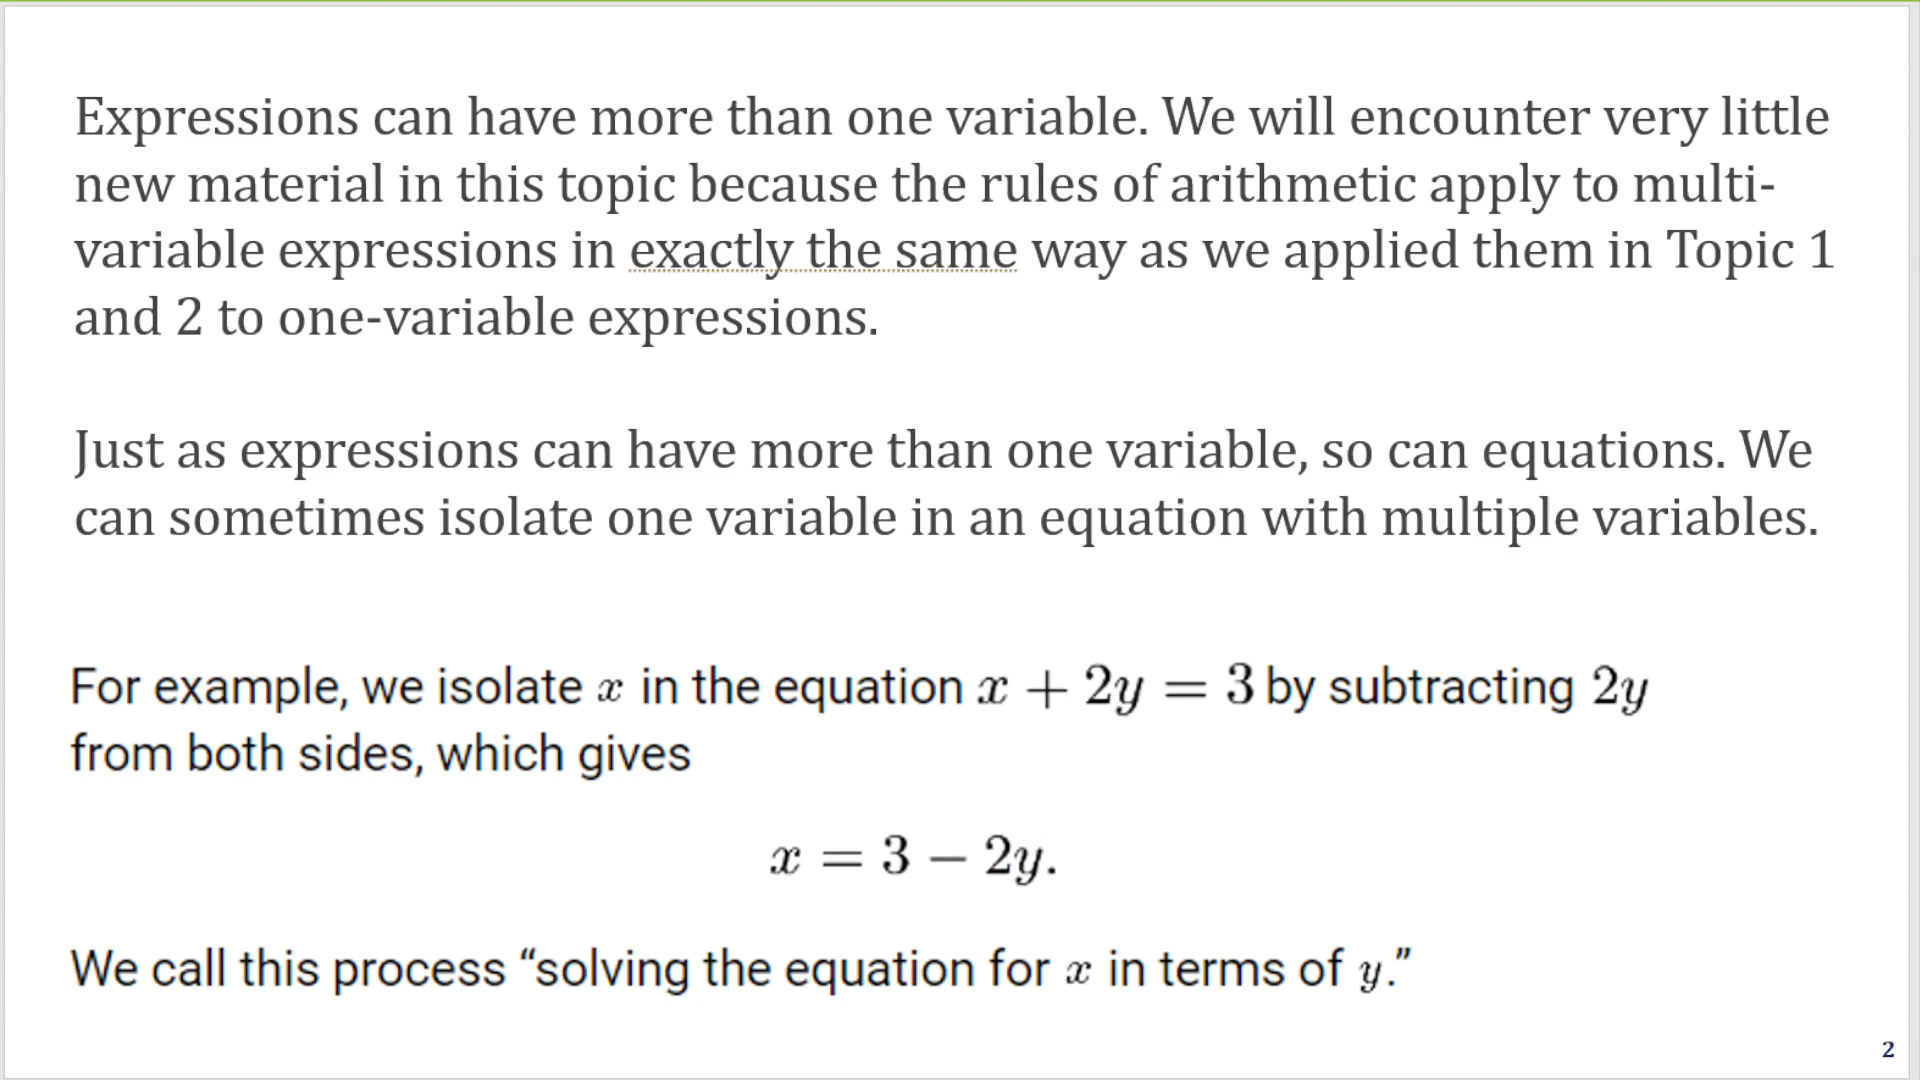 Expressions can have more than one variable. We will encounter very little
new material in this topic because the rules of arithmetic apply to multi-
variable expressions in exactly the same way as we applied them in Topic 1
and 2 to one-variable expressions.
Just as expressions can have more than one variable, so can equations. We
can sometimes isolate one variable in an equation with multiple variables.
For example, we isolate x in the equation x + 2y = 3 by subtracting 2y
from both sides, which gives
x = 3 − 2y.
We call this process “solving the equation for x in terms of y.”
2